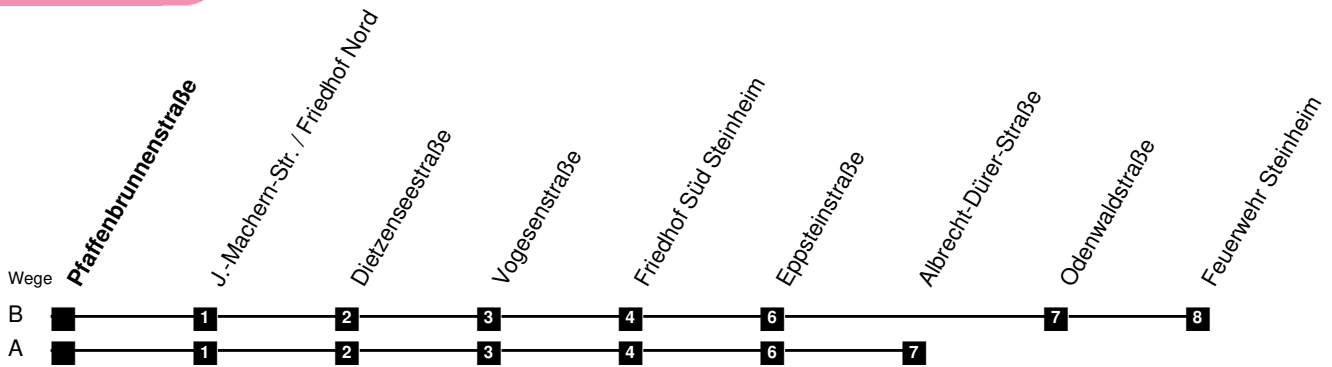 Pfaffenbrunnenstraße
J.-Machern-Str. / Friedhof Nord
Dietzenseestraße
Vogesenstraße
Friedhof Süd Steinheim
Eppsteinstraße
Albrecht-Dürer-Straße
Odenwaldstraße
Feuerwehr Steinheim
Wege
B 1 2 3 4 6 7 8
A 1 2 3 4 6 7